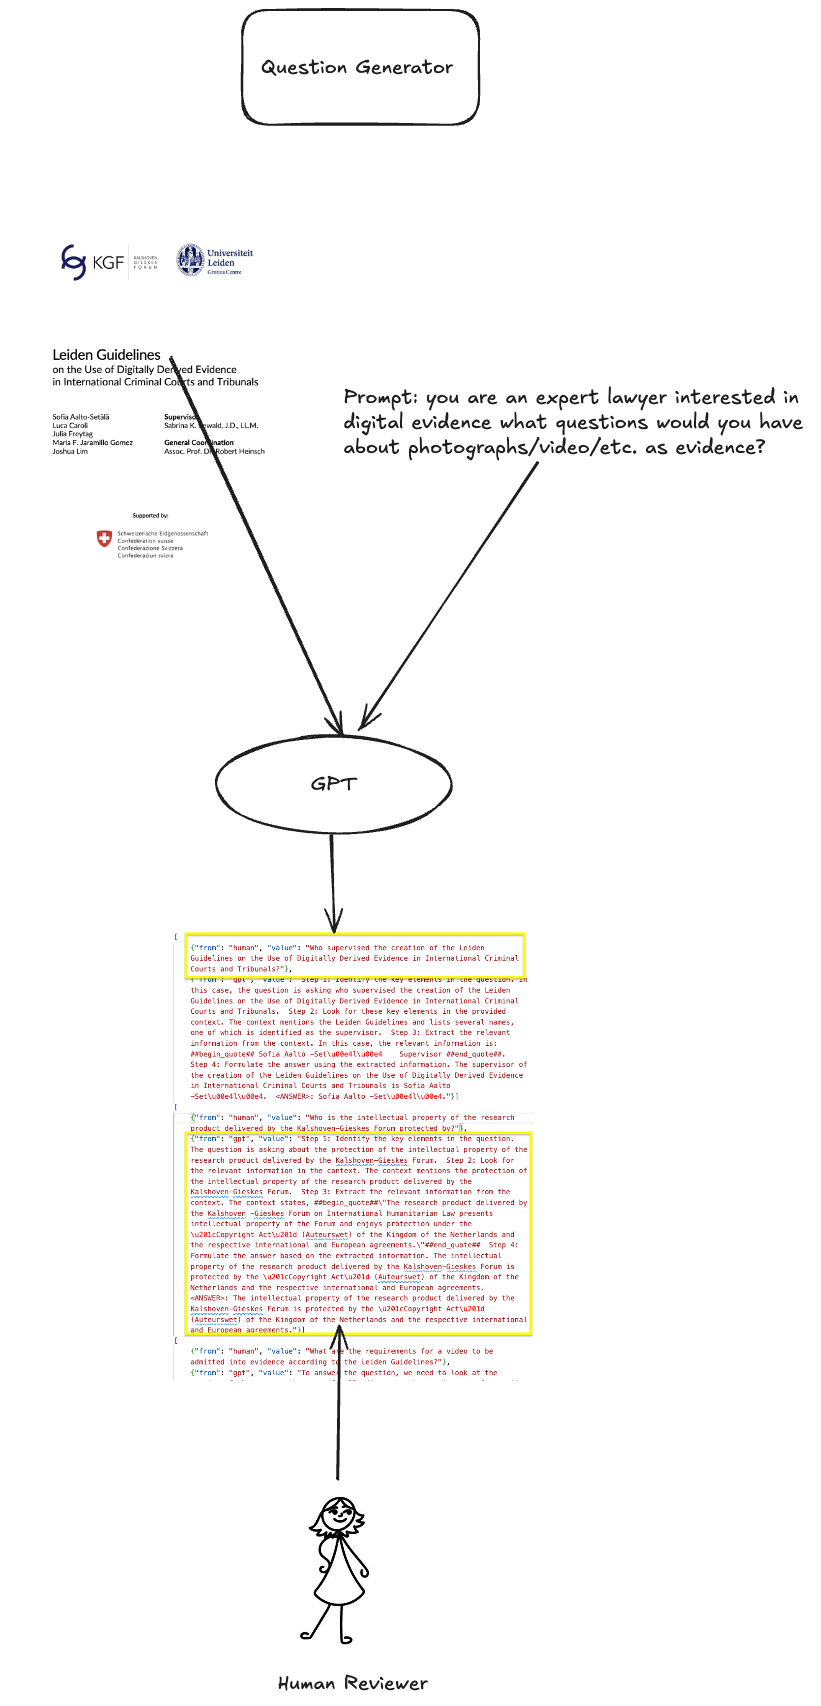 Question Generator
KGF
KALSHOVEN-
GIESKES
FORUM
Universiteit
Leiden
Grotius Centre
Leiden Guidelines
on the Use of Digitally Derived Evidence
in International Criminal Courts and Tribunals
Sofia Aalto-Setälä
Luca Caroli
Julia Freytag
Maria F. Jaramillo Gomez
Joshua Lim
Supervisor
Sabrina K. Rewald, J.D., LL.M.
General Coordination
Assoc. Prof. Dr. Robert Heinsch
Supported by:
Schweizerische Eidgenossenschaft
Confédération suisse
Confederazione Svizzera
Confederaziun svizra
Prompt: you are an expert lawyer interested in
digital evidence what questions would you have
about photographs/video/etc. as evidence?
GPT
[
{"from": "human", "value": "Who supervised the creation of the Leiden
Guidelines on the Use of Digitally Derived Evidence in International Criminal
Courts and Tribunals?"},
{"from": "gpt", "value": "Step 1: Identify the key elements in the question. In
this case, the question is asking who supervised the creation of the Leiden
Guidelines on the Use of Digitally Derived Evidence in International Criminal
Courts and Tribunals.  Step 2: Look for these key elements in the provided
context. The context mentions the Leiden Guidelines and lists several names,
one of which is identified as the supervisor.  Step 3: Extract the relevant
information from the context. In this case, the relevant information is:
##begin_quote## Sofia Aalto -Set\u00e4l\u00e4    Supervisor ##end_quote##.
Step 4: Formulate the answer using the extracted information. The supervisor of
the creation of the Leiden Guidelines on the Use of Digitally Derived Evidence
in International Criminal Courts and Tribunals is Sofia Aalto
-Set\u00e4l\u00e4.  <ANSWER>: Sofia Aalto -Set\u00e4l\u00e4."}]
[
{"from": "human", "value": "Who is the intellectual property of the research
product delivered by the Kalshoven-Gieskes Forum protected by?"},
{"from": "gpt", "value": "Step 1: Identify the key elements in the question.
The question is asking about the protection of the intellectual property of the
research product delivered by the Kalshoven-Gieskes Forum.  Step 2: Look for
the relevant information in the context. The context mentions the protection of
the intellectual property of the research product delivered by the
Kalshoven-Gieskes Forum.  Step 3: Extract the relevant information from the
context. The context states, ##begin_quote##\"The research product delivered by
the Kalshoven -Gieskes Forum on International Humanitarian Law presents
intellectual property of the Forum and enjoys protection under the
\u201cCopyright Act\u201d (Auteurswet) of the Kingdom of the Netherlands and
the respective international and European agreements.\"##end_quote##  Step 4:
Formulate the answer based on the extracted information. The intellectual
property of the research product delivered by the Kalshoven-Gieskes Forum is
protected by the \u201cCopyright Act\u201d (Auteurswet) of the Kingdom of the
Netherlands and the respective international and European agreements.
<ANSWER>: The intellectual property of the research product delivered by the
Kalshoven-Gieskes Forum is protected by the \u201cCopyright Act\u201d
(Auteurswet) of the Kingdom of the Netherlands and the respective international
and European agreements."}]
[
{"from": "human", "value": "What are the requirements for a video to be
admitted into evidence according to the Leiden Guidelines?"},
{"from": "gpt", "value": "To answer the question, we need to look at the
Human Reviewer